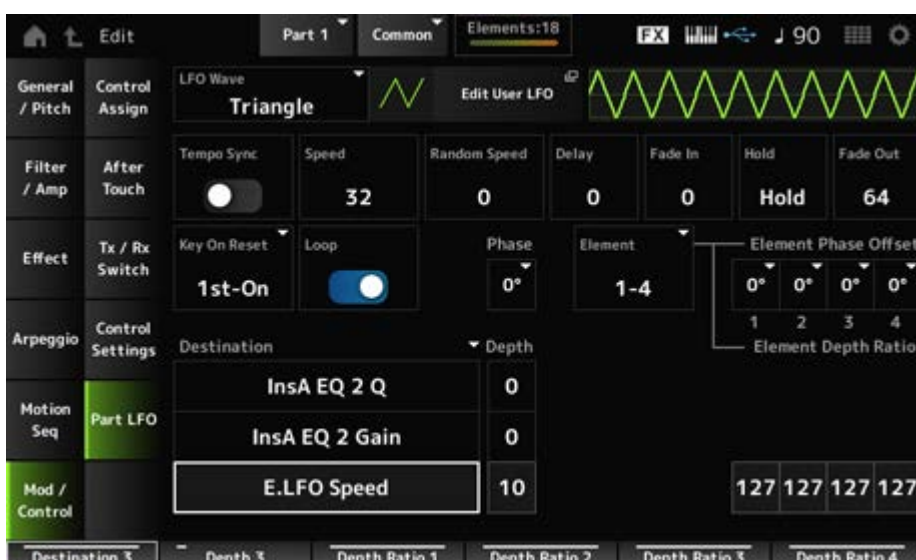 Edit
Part 1
Common
Elements:18
FX
♩ 90
General / Pitch
Control Assign
LFO Wave
Triangle
Edit User LFO
Filter / Amp
After Touch
Tempo Sync
Speed
32
Random Speed
0
Delay
0
Fade In
0
Hold
Hold
Fade Out
64
Effect
Tx / Rx Switch
Key On Reset
1st-On
Loop
Phase
0°
Element
1-4
Element Phase Offset
0° 0° 0° 0°
1 2 3 4
Element Depth Ratio
Arpeggio
Control Settings
Destination
Depth
InsA EQ 2 Q
0
Motion Seq
Part LFO
InsA EQ 2 Gain
0
Mod / Control
E.LFO Speed
10
127 127 127 127
Destination 3
Depth 3
Depth Ratio 1
Depth Ratio 2
Depth Ratio 3
Depth Ratio 4